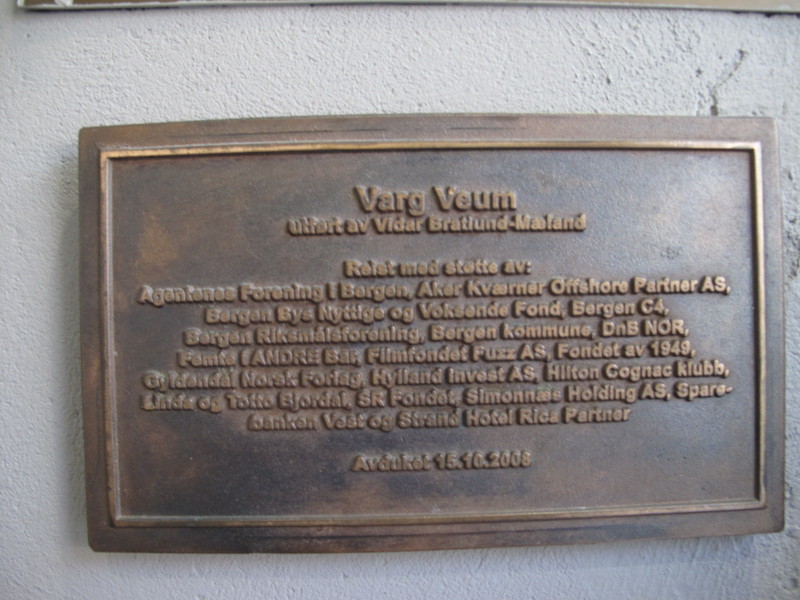 Varg Veum
utført av Vidar Bratlund-Mæland
Reist med støtte av:
Agentenes Forening i Bergen, Aker Kværner Offshore Partner AS,
Bergen Bys Nyttige og Voksende Fond, Bergen C4,
Bergen Riksmålsforening, Bergen kommune, DnB NOR,
Femte i ANDRE Bar, Filmfondet Fuzz AS, Fondet av 1949,
Gyldendal Norsk Forlag, Hylland Invest AS, Hilton Cognac klubb,
Linda og Totto Bjordal, SR Fondet, Simonnæs Holding AS, Spare-
banken Vest og Strand Hotel Rica Partner
Avduket 15.10.2008